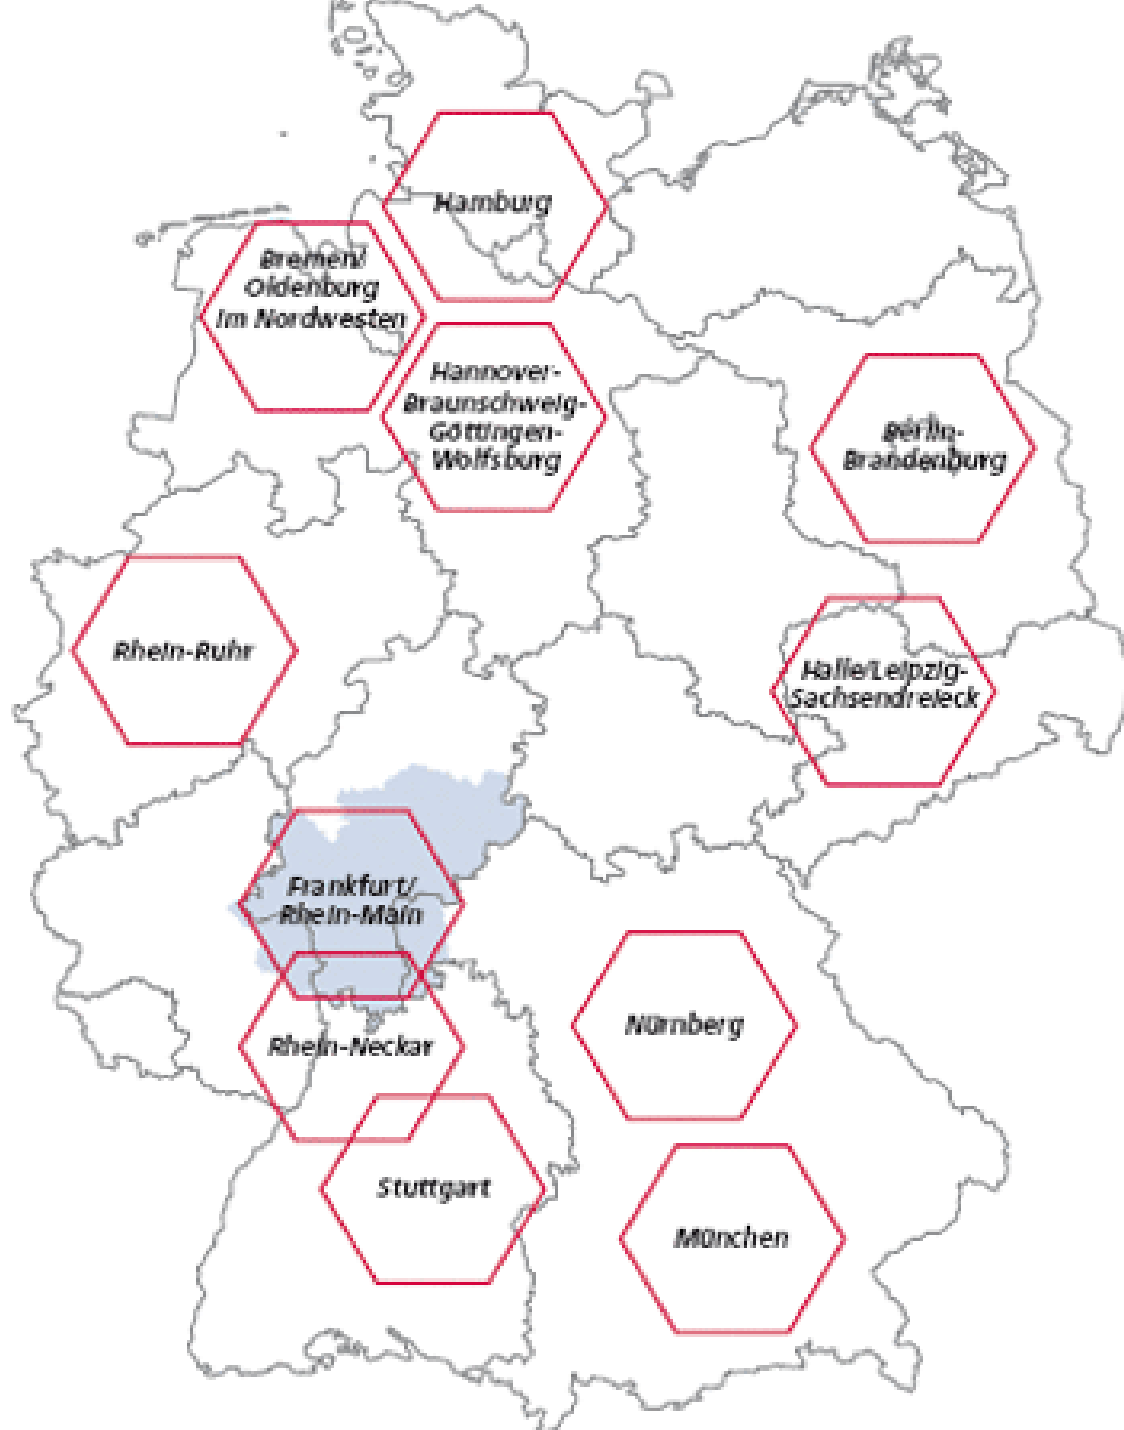 Hamburg
Bremen/
Oldenburg
im Nordwesten
Hannover-
Braunschweig-
Göttingen-
Wolfsburg
Berlin-
Brandenburg
Rhein-Ruhr
Halle/Leipzig-
Sachsendreieck
Frankfurt/
Rhein-Main
Nürnberg
Rhein-Neckar
Stuttgart
München